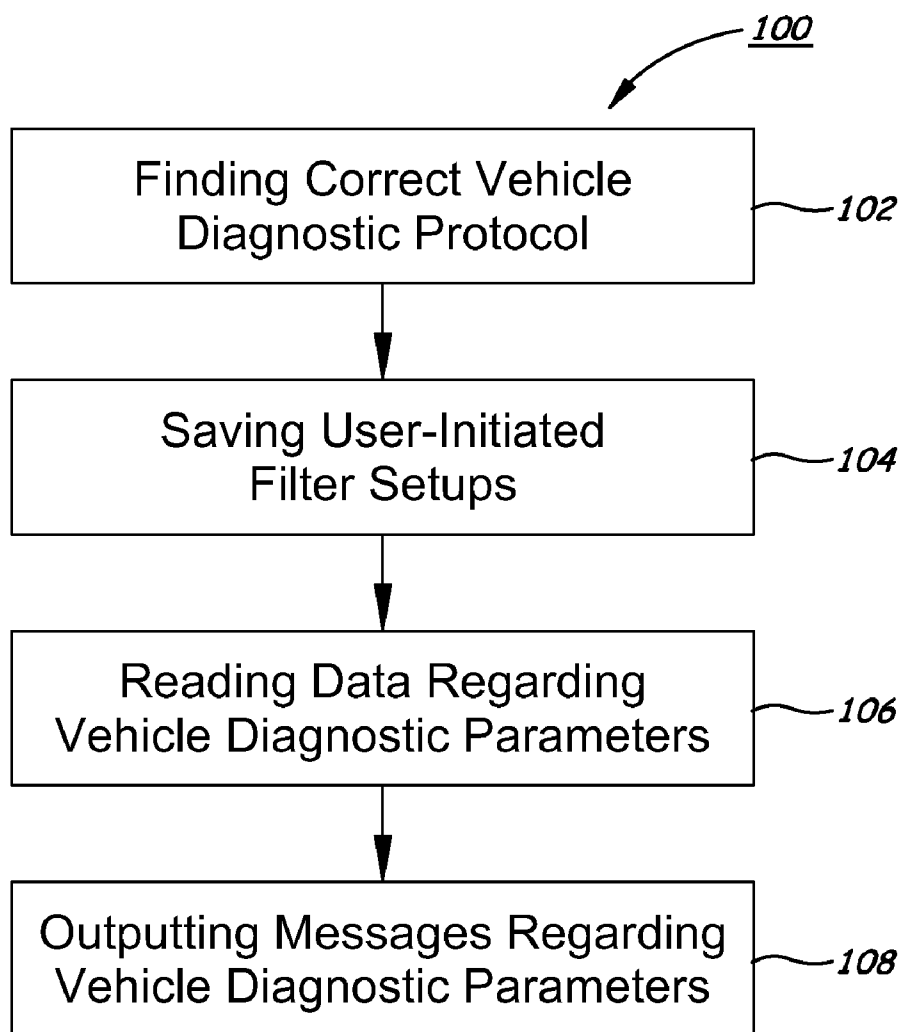 100
Finding Correct Vehicle
Diagnostic Protocol
102
Saving User-Initiated
Filter Setups
104
Reading Data Regarding
Vehicle Diagnostic Parameters
106
Outputting Messages Regarding
Vehicle Diagnostic Parameters
108